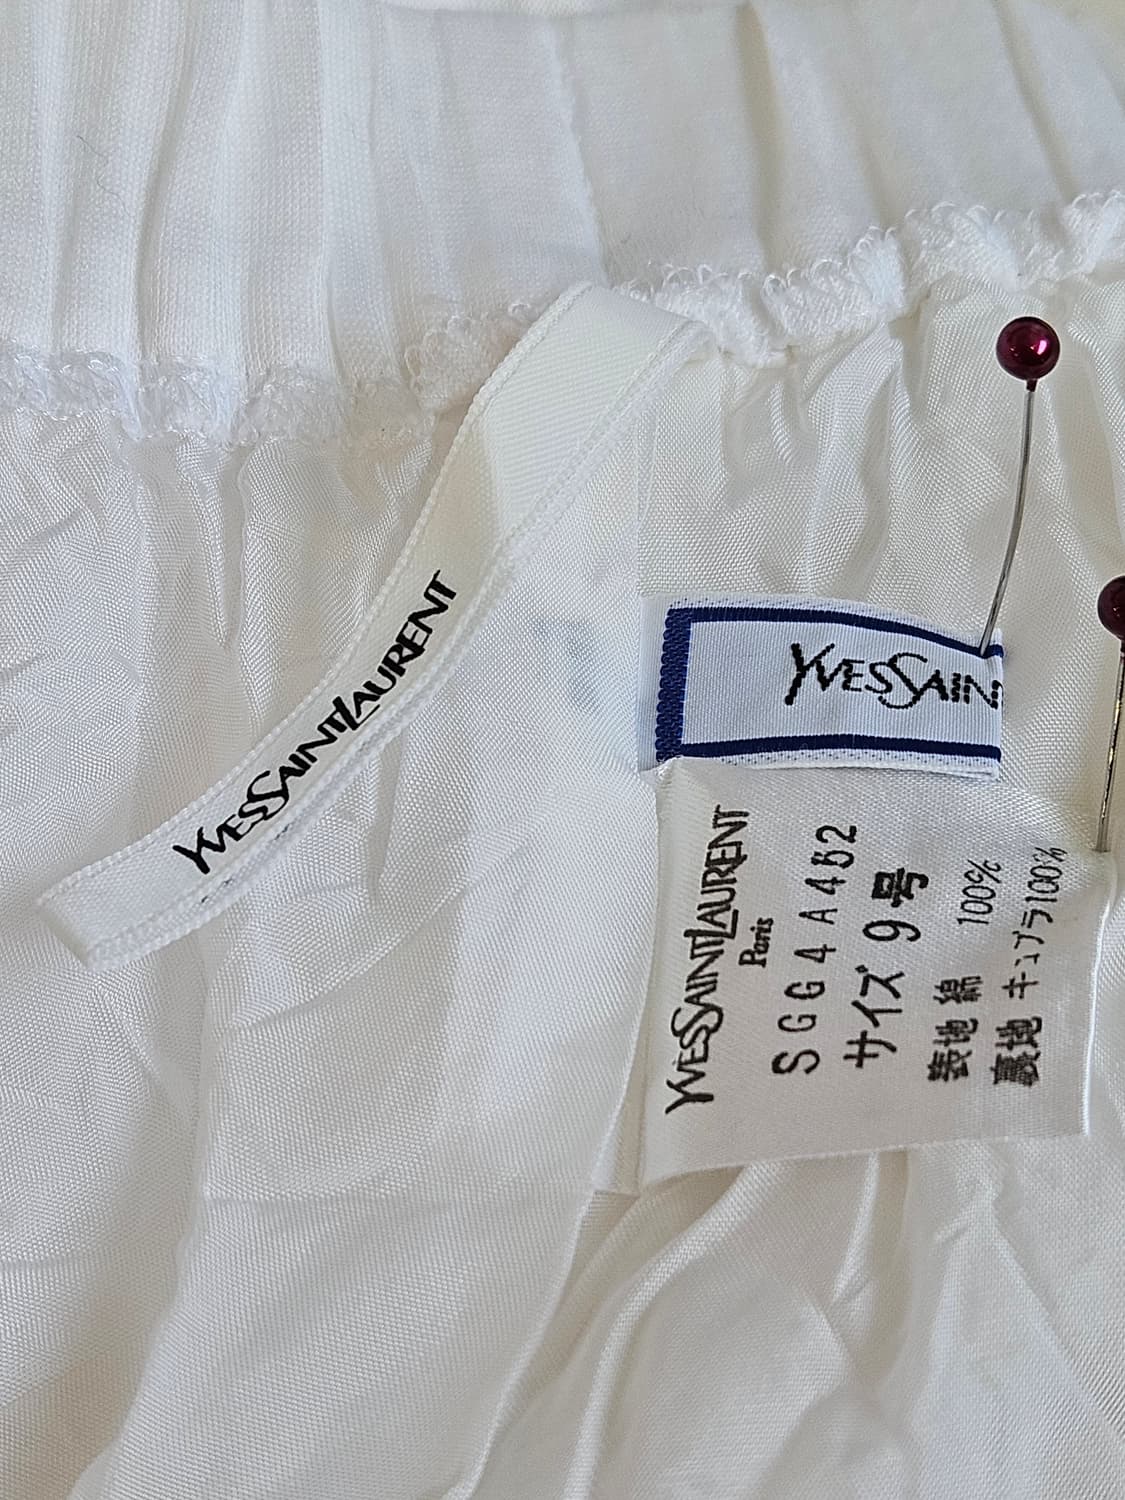 YVESSAINTLAURENT
YVESSAIN
YVESSAINTLAURENT
Paris
SGG4A452
サイズ 9号
表地 綿 100%
裏地 キュプラ100%